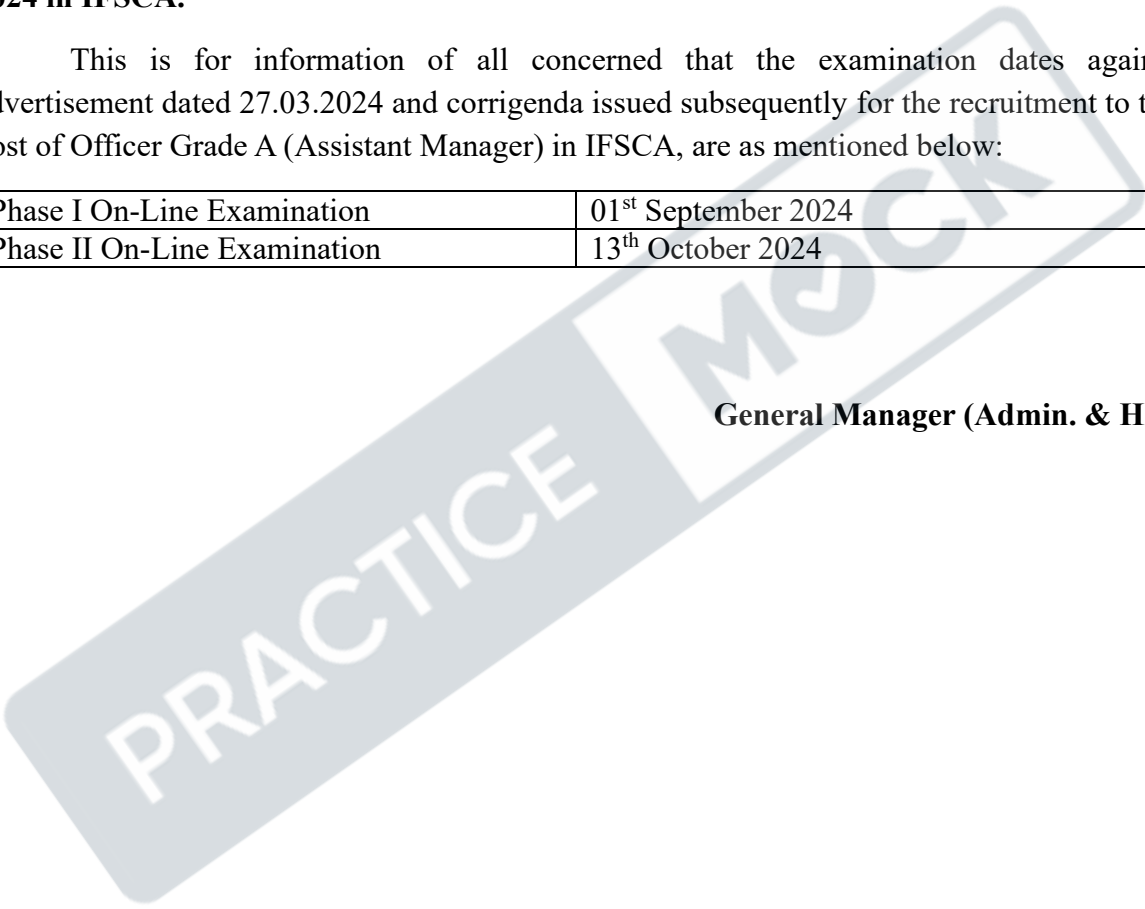 024 in IFSCA.
This is for information of all concerned that the examination dates again
dvertisement dated 27.03.2024 and corrigenda issued subsequently for the recruitment to t
ost of Officer Grade A (Assistant Manager) in IFSCA, are as mentioned below:
Phase I On-Line Examination 01st September 2024
Phase II On-Line Examination 13th October 2024
General Manager (Admin. & H
PRACTICE MOCK